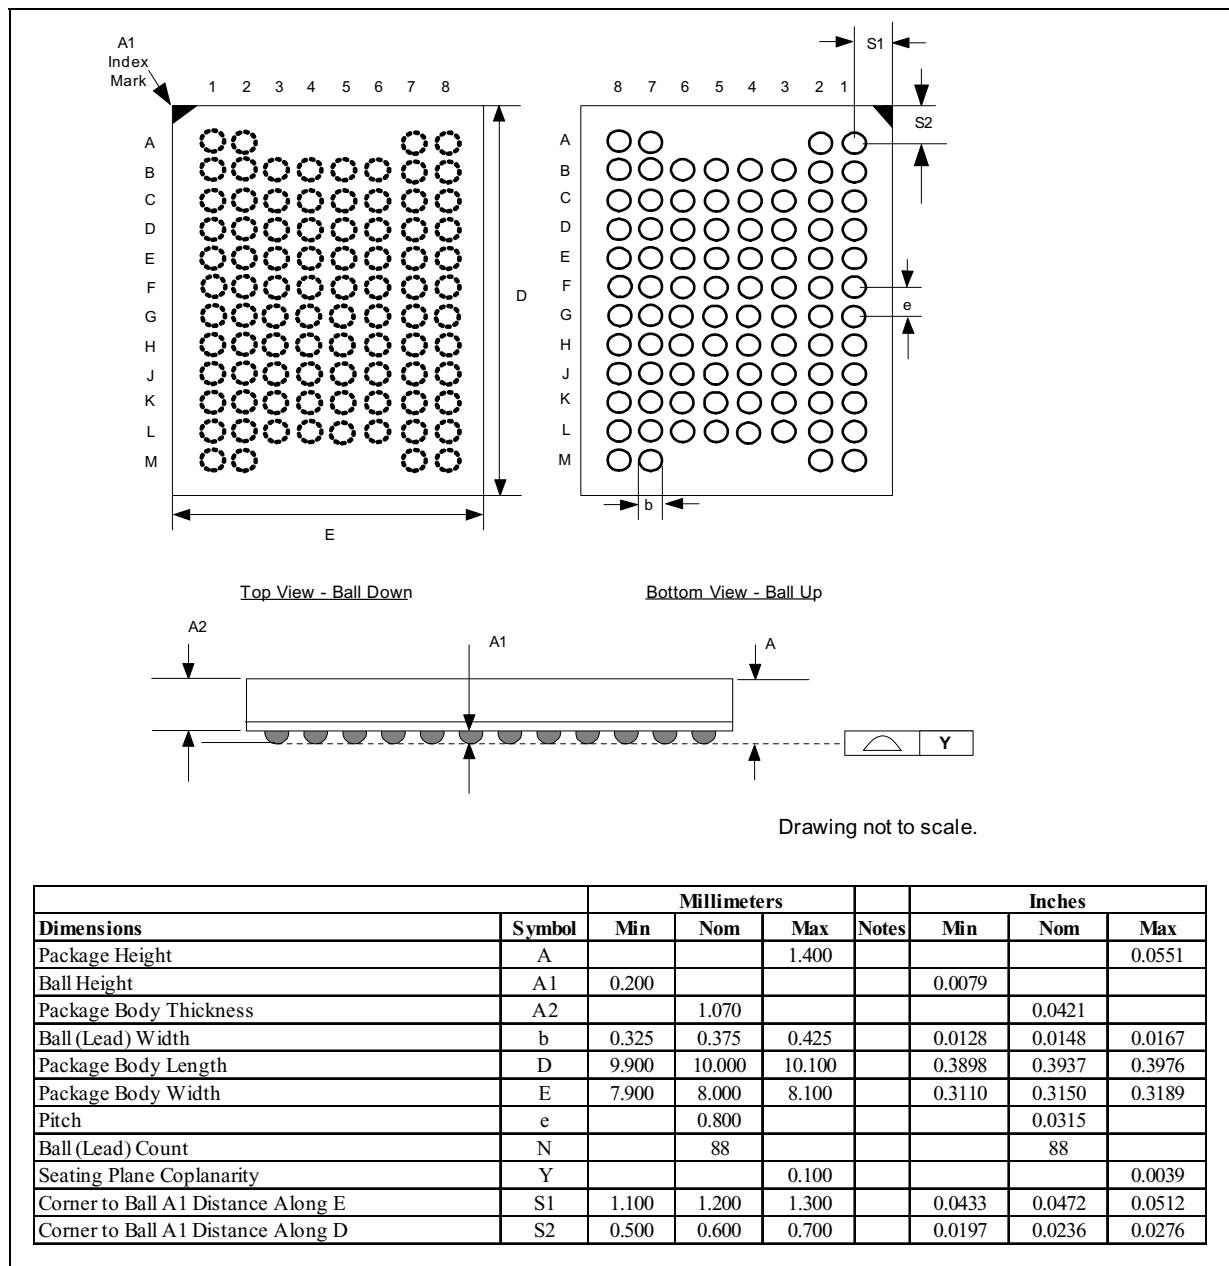 A1
Index
Mark
1 2 3 4 5 6 7 8
A
B
C
D
E
F
G
H
J
K
L
M
D
E
8 7 6 5 4 3 2 1
S1
S2
A
B
C
D
E
F
G
H
J
K
L
M
e
b
Top View - Ball Down
Bottom View - Ball Up
A2
A1
A
Y
Drawing not to scale.
Millimeters Inches
Dimensions Symbol Min Nom Max Notes Min Nom Max
Package Height A 1.400 0.0551
Ball Height A1 0.200 0.0079
Package Body Thickness A2 1.070 0.0421
Ball (Lead) Width b 0.325 0.375 0.425 0.0128 0.0148 0.0167
Package Body Length D 9.900 10.000 10.100 0.3898 0.3937 0.3976
Package Body Width E 7.900 8.000 8.100 0.3110 0.3150 0.3189
Pitch e 0.800 0.0315
Ball (Lead) Count N 88 88
Seating Plane Coplanarity Y 0.100 0.0039
Corner to Ball A1 Distance Along E S1 1.100 1.200 1.300 0.0433 0.0472 0.0512
Corner to Ball A1 Distance Along D S2 0.500 0.600 0.700 0.0197 0.0236 0.0276